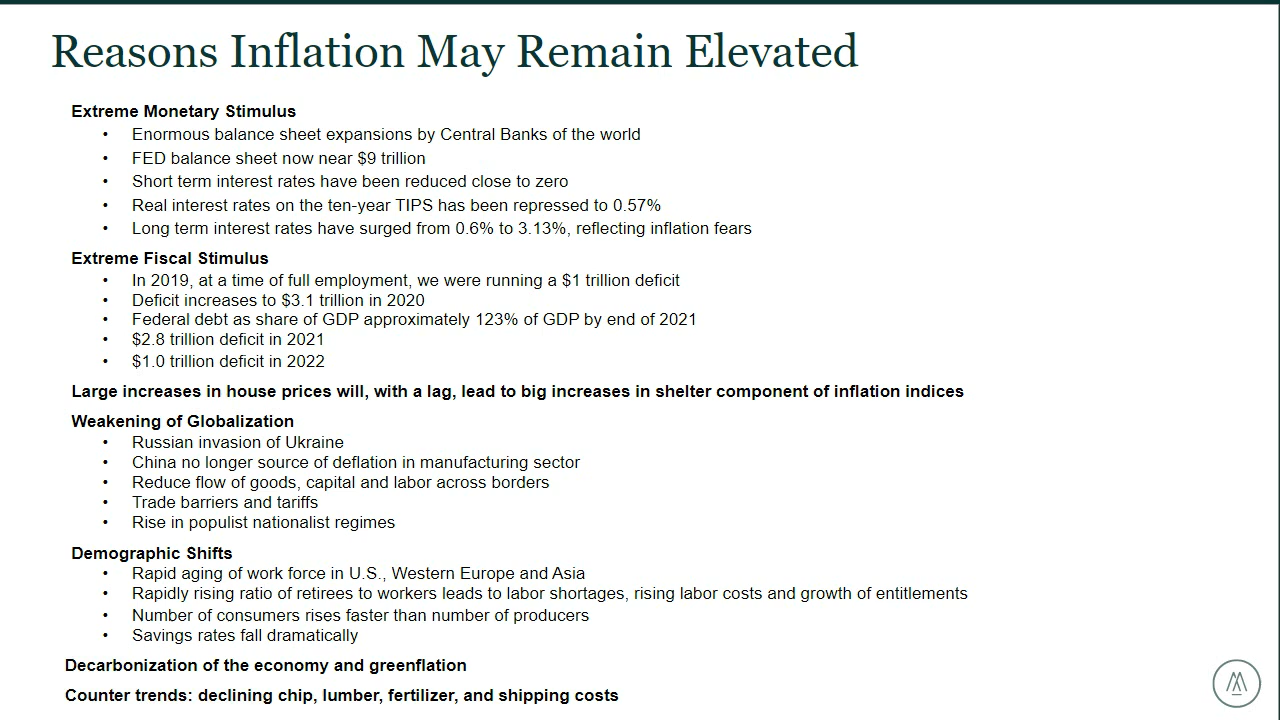 Reasons Inflation May Remain Elevated
Extreme Monetary Stimulus
• Enormous balance sheet expansions by Central Banks of the world
• FED balance sheet now near $9 trillion
• Short term interest rates have been reduced close to zero
• Real interest rates on the ten-year TIPS has been repressed to 0.57%
• Long term interest rates have surged from 0.6% to 3.13%, reflecting inflation fears
Extreme Fiscal Stimulus
• In 2019, at a time of full employment, we were running a $1 trillion deficit
• Deficit increases to $3.1 trillion in 2020
• Federal debt as share of GDP approximately 123% of GDP by end of 2021
• $2.8 trillion deficit in 2021
• $1.0 trillion deficit in 2022
Large increases in house prices will, with a lag, lead to big increases in shelter component of inflation indices
Weakening of Globalization
• Russian invasion of Ukraine
• China no longer source of deflation in manufacturing sector
• Reduce flow of goods, capital and labor across borders
• Trade barriers and tariffs
• Rise in populist nationalist regimes
Demographic Shifts
• Rapid aging of work force in U.S., Western Europe and Asia
• Rapidly rising ratio of retirees to workers leads to labor shortages, rising labor costs and growth of entitlements
• Number of consumers rises faster than number of producers
• Savings rates fall dramatically
Decarbonization of the economy and greenflation
Counter trends: declining chip, lumber, fertilizer, and shipping costs